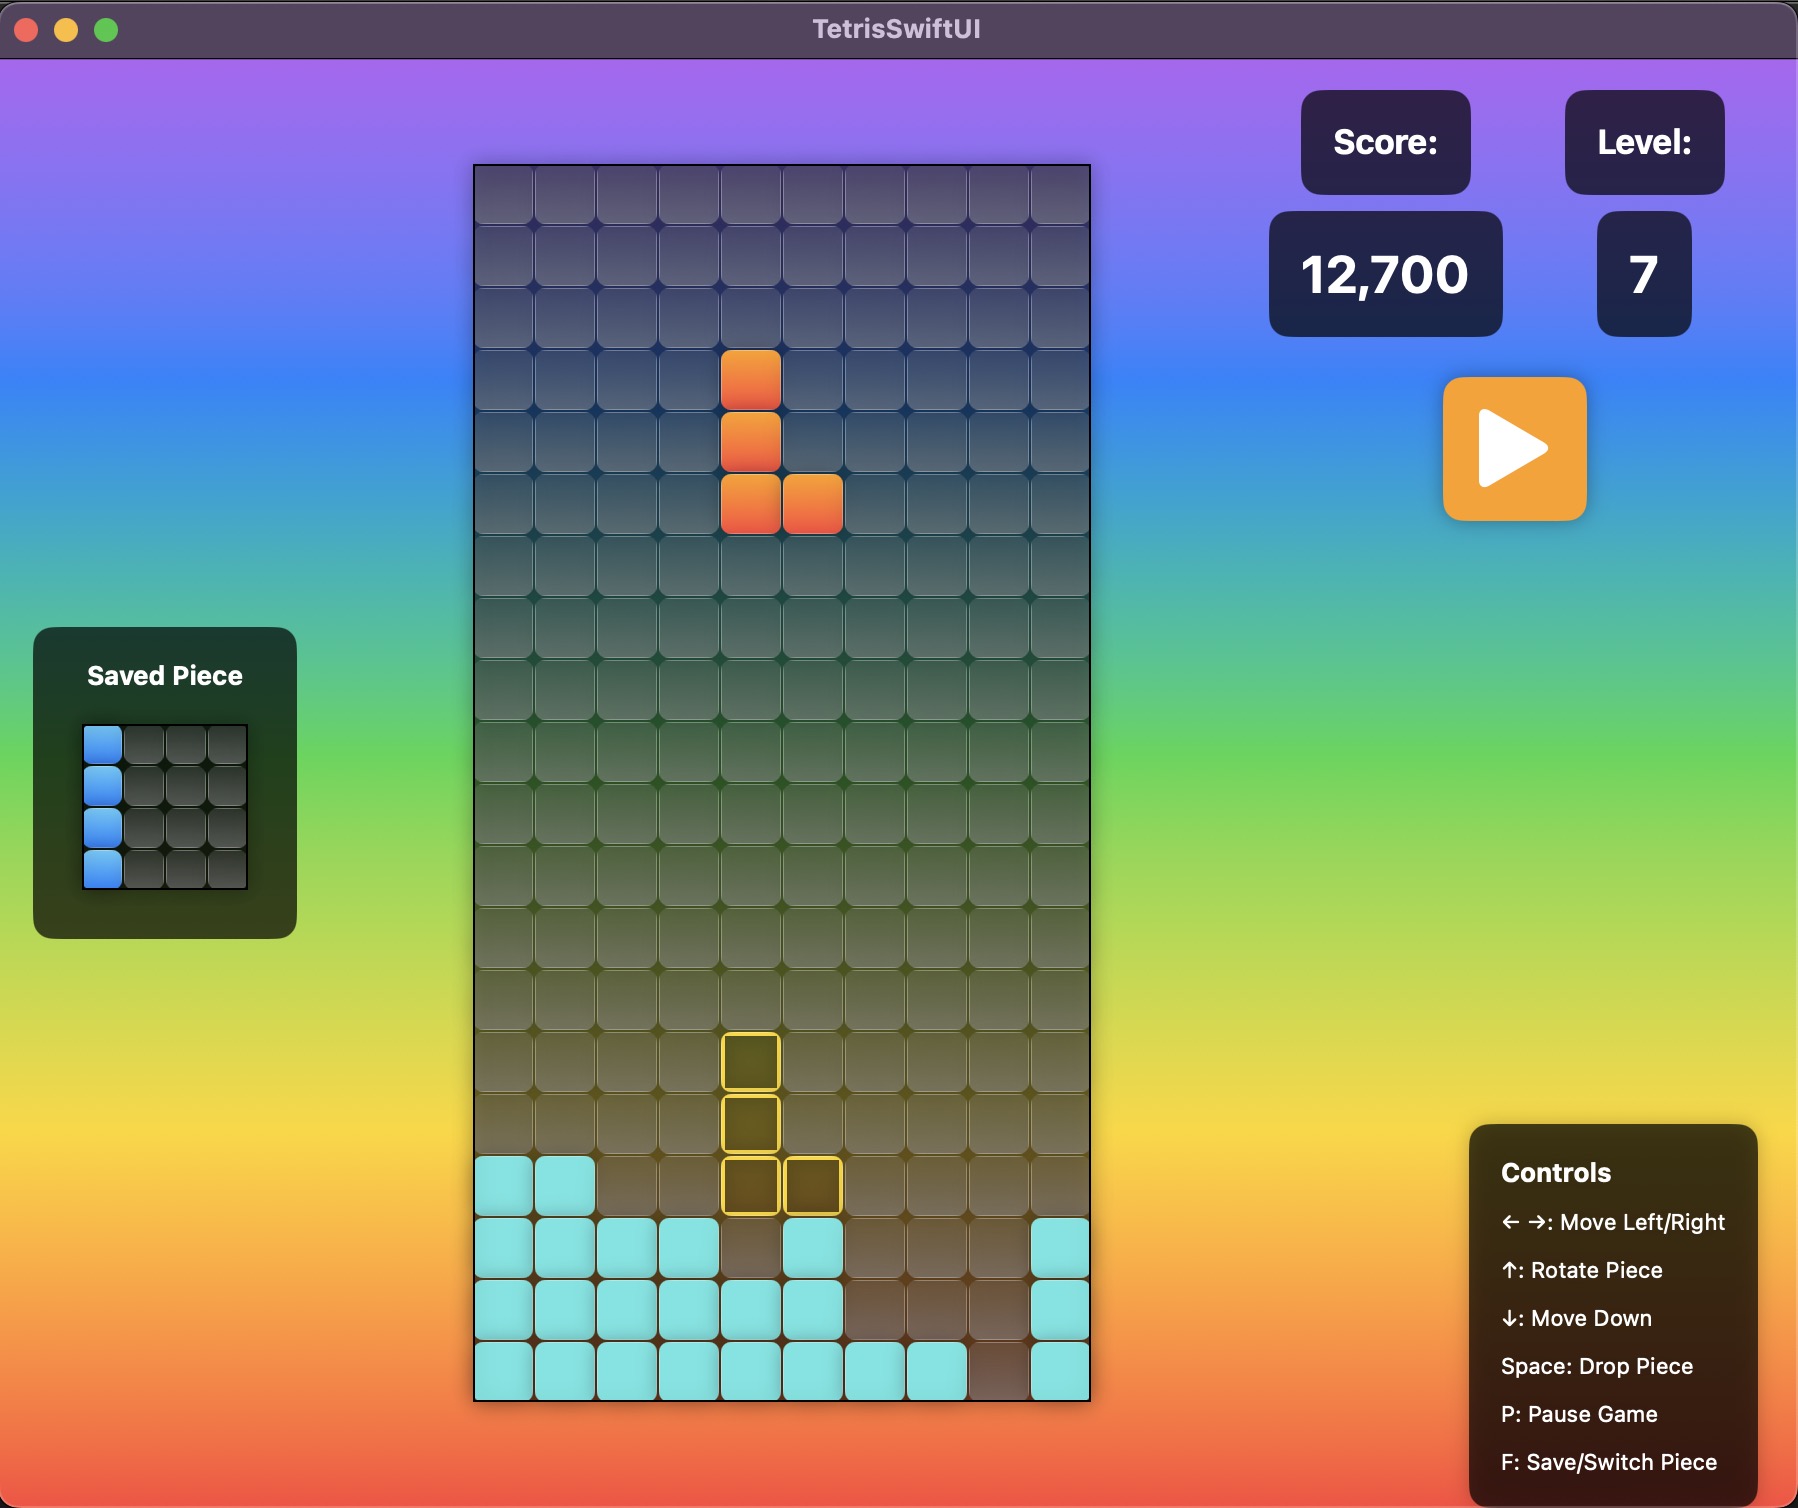 TetrisSwiftUI
Score:
Level:
12,700
7
Saved Piece
Controls
← →: Move Left/Right
↑: Rotate Piece
↓: Move Down
Space: Drop Piece
P: Pause Game
F: Save/Switch Piece